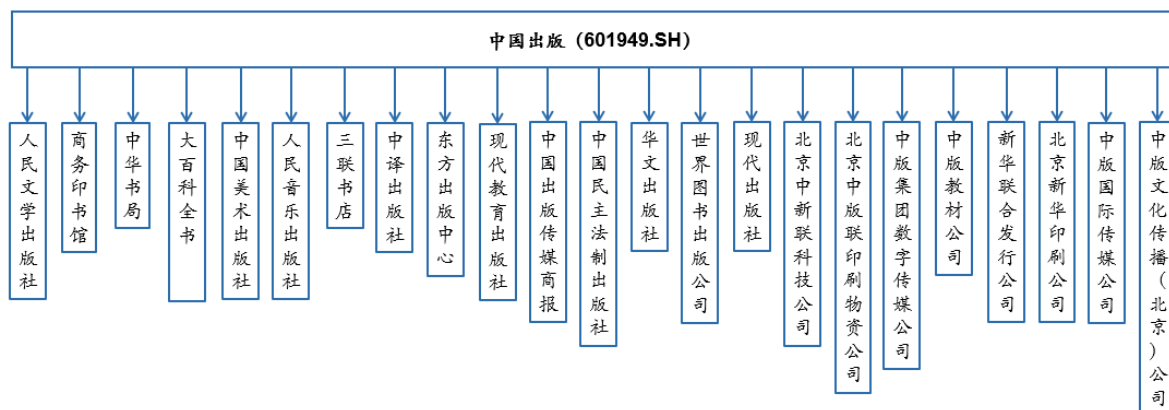 中国出版（601949.SH）
人民文学出版社
商务印书馆
中华书局
大百科全书
中国美术出版社
人民音乐出版社
三联书店
中译出版社
东方出版中心
现代教育出版社
中国出版传媒商报
中国民主法制出版社
华文出版社
世界图书出版公司
现代出版社
北京中新联科技公司
北京中版联印刷物资公司
中版集团数字传媒公司
中版教材公司
新华联合发行公司
北京新华印刷公司
中版国际传媒公司
中版文化传播（北京）公司